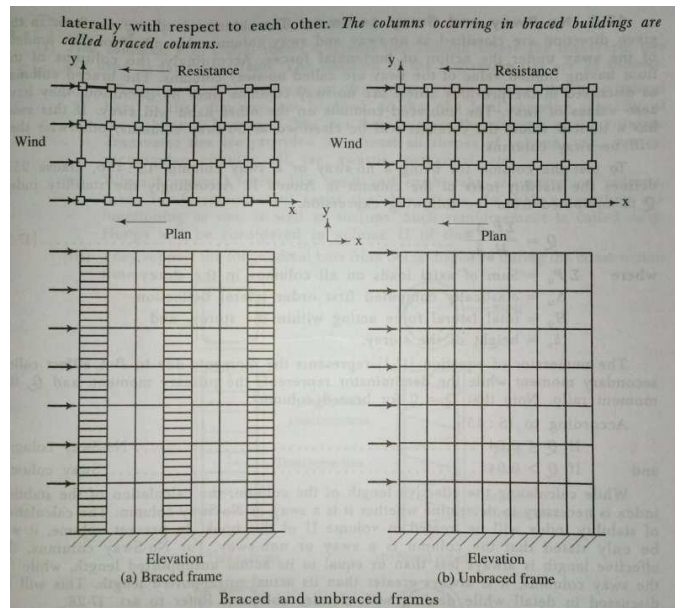 laterally with respect to each other. The columns occurring in braced buildings are
called braced columns.
y
Resistance
Wind
x
Plan
y
x
y
Resistance
Wind
x
Plan
Elevation
(a) Braced frame
Elevation
(b) Unbraced frame
Braced and unbraced frames